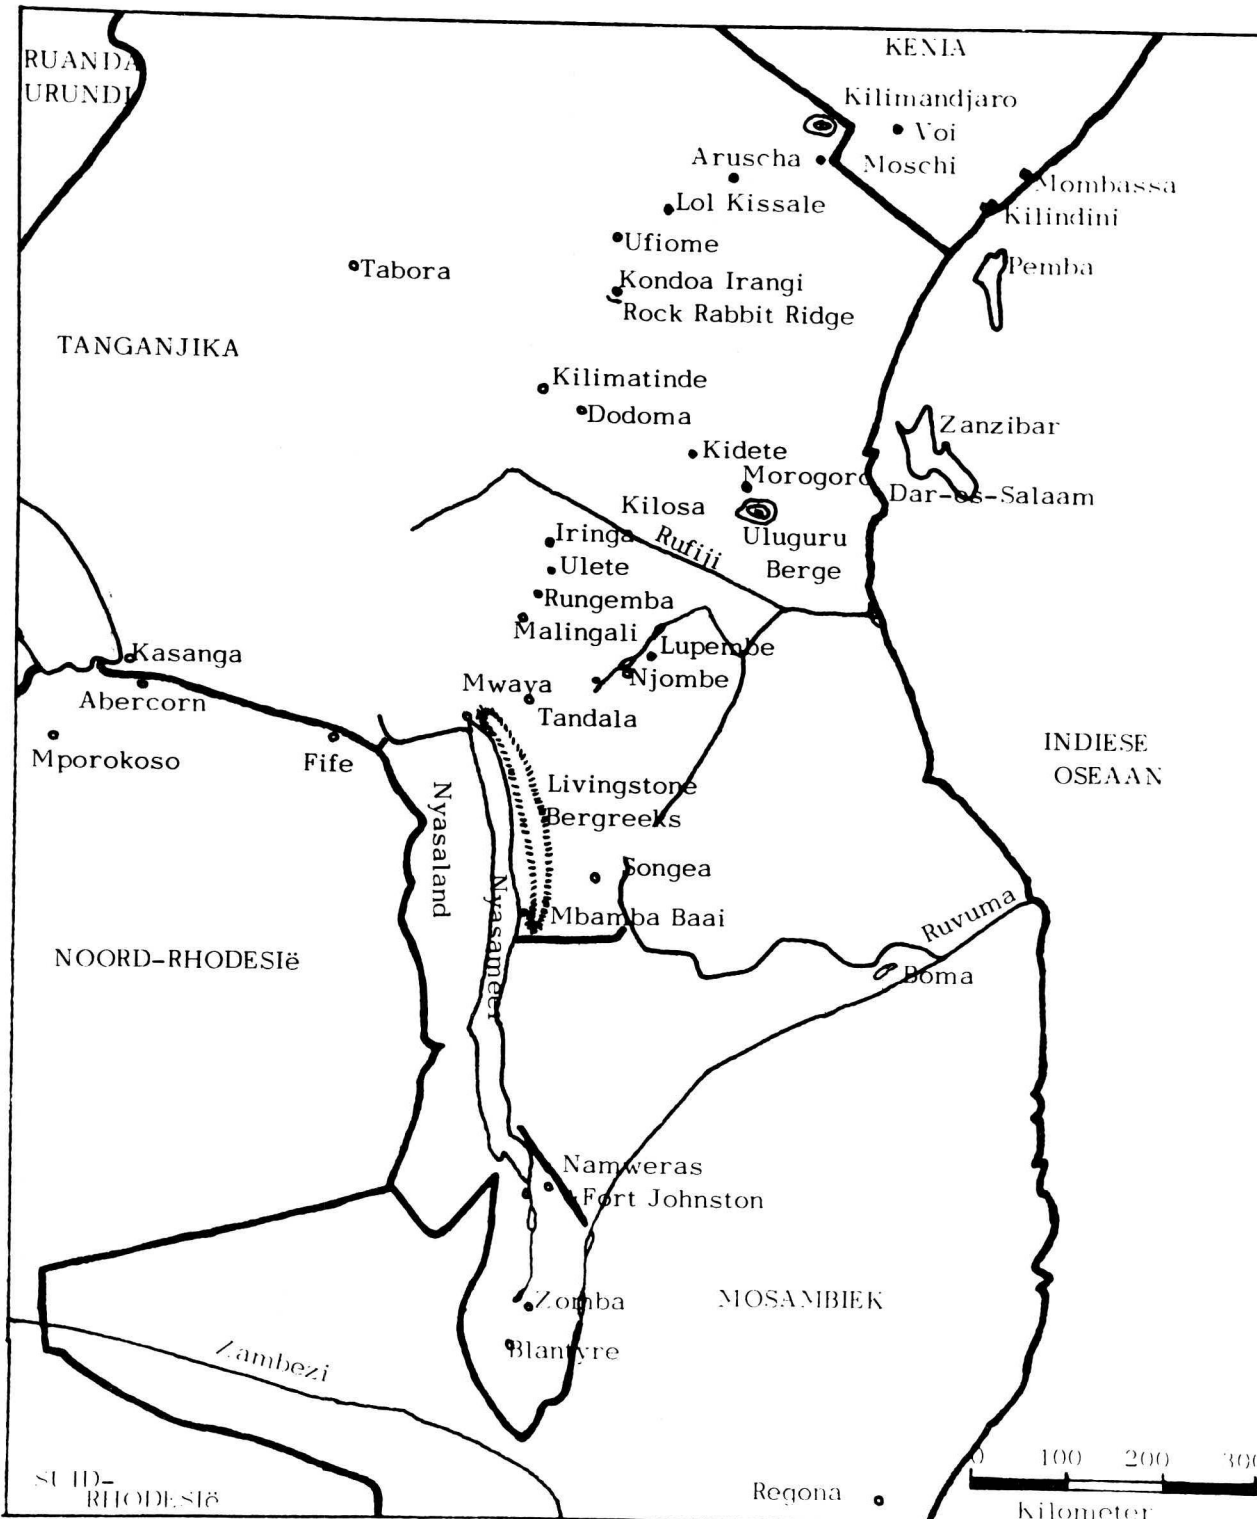 RUANDA
URUNDI
KENIA
Kilimandjaro
Voi
Aruscha
Moschi
Mombassa
Lol Kissale
Kilindini
Ufiome
Pemba
Tabora
Kondoa Irangi
Rock Rabbit Ridge
TANGANJIKA
Kilimatinde
Dodoma
Zanzibar
Kidete
Morogoro
Dar-es-Salaam
Kilosa
Uluguru
Berge
Iringa
Rufiji
Ulete
Rungemba
Malingali
Lupembe
Kasanga
Njombe
Abercorn
Mwaya
Tandala
Mporokoso
Fife
INDIESE
OSEAAN
Livingstone
Bergreeks
Nyasaland
Songea
Nyasameer
Mbamba Baai
Ruvuma
NOORD-RHODESIë
Boma
Namweras
Fort Johnston
Zomba
MOSAMBIEK
Blantyre
Zambezi
SUID-
RHODESIë
Regona
0 100 200 300
Kilometer